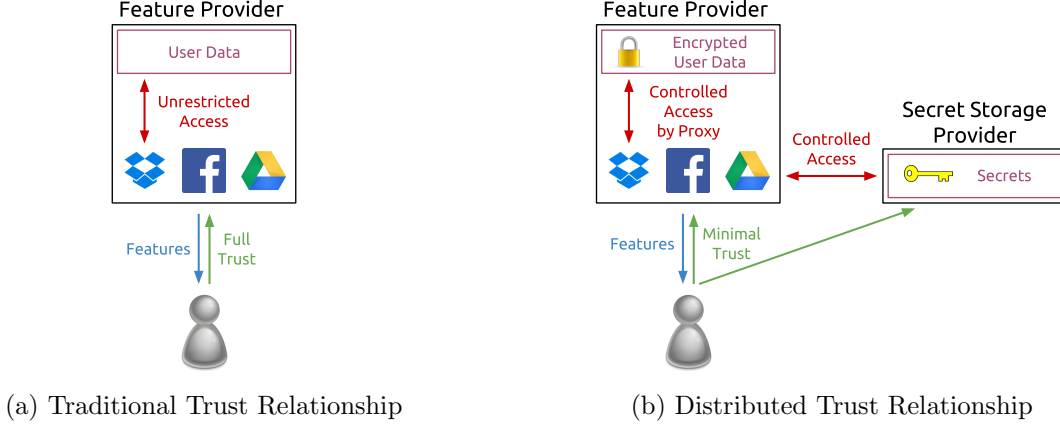 Feature Provider
User Data
Unrestricted
Access
Features
Full
Trust
(a) Traditional Trust Relationship
Feature Provider
Encrypted
User Data
Controlled
Access
by Proxy
Secret Storage
Provider
Controlled
Access
Secrets
Features
Minimal
Trust
(b) Distributed Trust Relationship